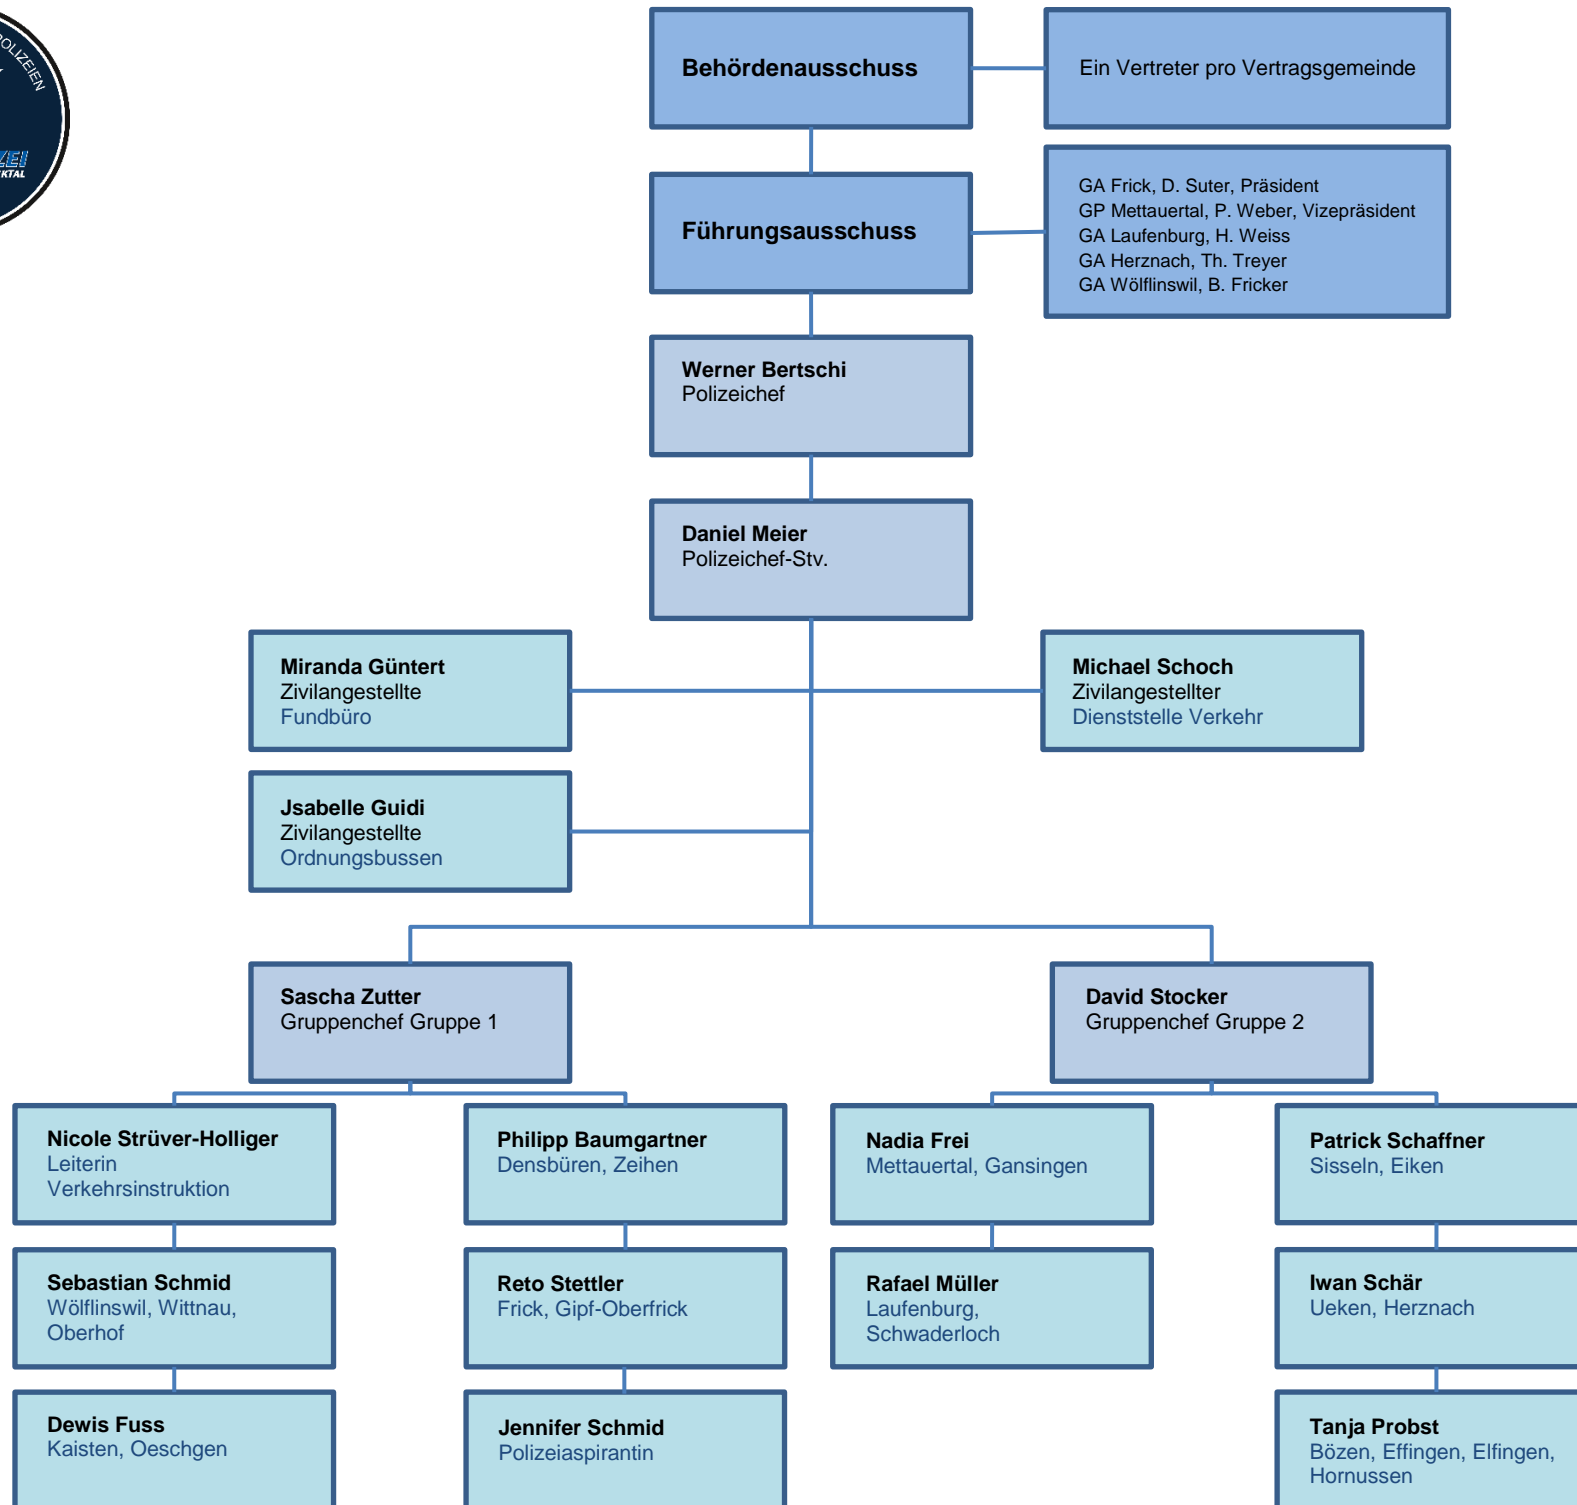 POLIZEIEN
Behördenausschuss
Ein Vertreter pro Vertragsgemeinde
Führungsausschuss
GA Frick, D. Suter, Präsident
GP Mettauertal, P. Weber, Vizepräsident
GA Laufenburg, H. Weiss
GA Herznach, Th. Treyer
GA Wölflinswil, B. Fricker
Werner Bertschi
Polizeichef
Daniel Meier
Polizeichef-Stv.
Miranda Güntert
Zivilangestellte
Fundbüro
Michael Schoch
Zivilangestellter
Dienststelle Verkehr
Jsabelle Guidi
Zivilangestellte
Ordnungsbussen
Sascha Zutter
Gruppenchef Gruppe 1
David Stocker
Gruppenchef Gruppe 2
Nicole Strüver-Holliger
Leiterin
Verkehrsinstruktion
Philipp Baumgartner
Densbüren, Zeihen
Nadia Frei
Mettauertal, Gansingen
Patrick Schaffner
Sisseln, Eiken
Sebastian Schmid
Wölflinswil, Wittnau,
Oberhof
Reto Stettler
Frick, Gipf-Oberfrick
Rafael Müller
Laufenburg,
Schwaderloch
Iwan Schär
Ueken, Herznach
Dewis Fuss
Kaisten, Oeschgen
Jennifer Schmid
Polizeiaspirantin
Tanja Probst
Bözen, Effingen, Elfingen,
Hornussen